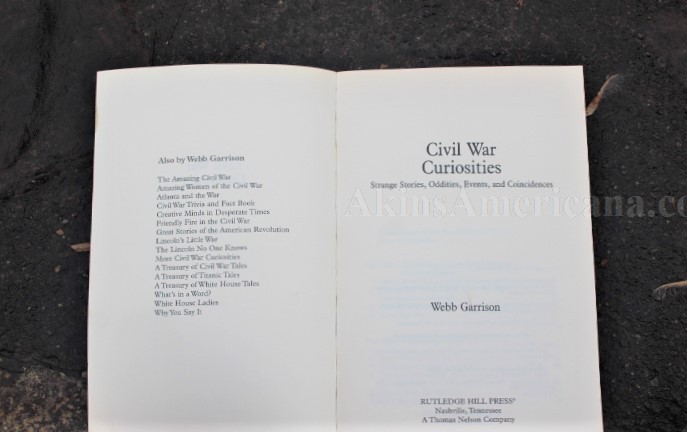 Also by Webb Garrison
The Amazing Civil War
Amazing Women of the Civil War
Atlanta and the War
Civil War Trivia and Fact Book
Creative Minds in Desperate Times
Friendly Fire in the Civil War
Great Stories of the American Revolution
Lincoln's Little War
The Lincoln No One Knows
More Civil War Curiosities
A Treasury of Civil War Tales
A Treasury of Titanic Tales
A Treasury of White House Tales
What's in a Word?
White House Ladies
Why You Say It
Civil War
Curiosities
Strange Stories, Oddities, Events, and Coincidences
AkinsAmericana.co
Webb Garrison
RUTLEDGE HILL PRESS®
Nashville, Tennessee
A Thomas Nelson Company